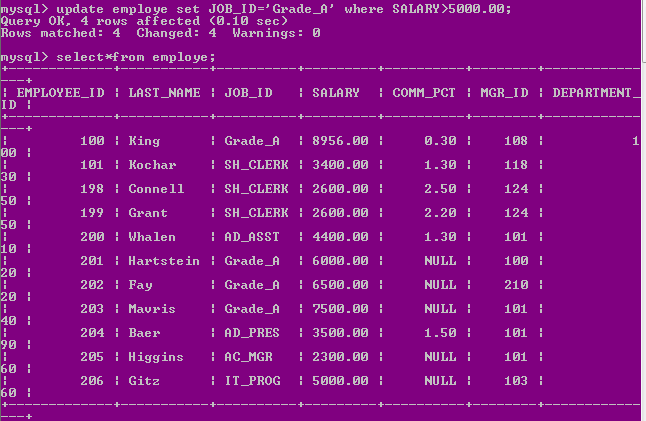 mysql> update employe set JOB_ID='Grade_A' where SALARY>5000.00;
Query OK, 4 rows affected (0.10 sec)
Rows matched: 4  Changed: 4  Warnings: 0
mysql> select*from employe;
+-------------+-----------+----------+---------+----------+--------+------------
---+
| EMPLOYEE_ID | LAST_NAME | JOB_ID   | SALARY  | COMM_PCT | MGR_ID | DEPARTMENT_
ID |
+-------------+-----------+----------+---------+----------+--------+------------
---+
|         100 | King      | Grade_A  | 8956.00 |     0.30 |    108 |           1
00 |
|         101 | Kochar    | SH_CLERK | 3400.00 |     1.30 |    118 |
30 |
|         198 | Connell   | SH_CLERK | 2600.00 |     2.50 |    124 |
50 |
|         199 | Grant     | SH_CLERK | 2600.00 |     2.20 |    124 |
50 |
|         200 | Whalen    | AD_ASST  | 4400.00 |     1.30 |    101 |
10 |
|         201 | Hartstein | Grade_A  | 6000.00 |     NULL |    100 |
20 |
|         202 | Fay       | Grade_A  | 6500.00 |     NULL |    210 |
20 |
|         203 | Mavris    | Grade_A  | 7500.00 |     NULL |    101 |
40 |
|         204 | Baer      | AD_PRES  | 3500.00 |     1.50 |    101 |
90 |
|         205 | Higgins   | AC_MGR   | 2300.00 |     NULL |    101 |
60 |
|         206 | Gitz      | IT_PROG  | 5000.00 |     NULL |    103 |
60 |
+-------------+-----------+----------+---------+----------+--------+------------
---+